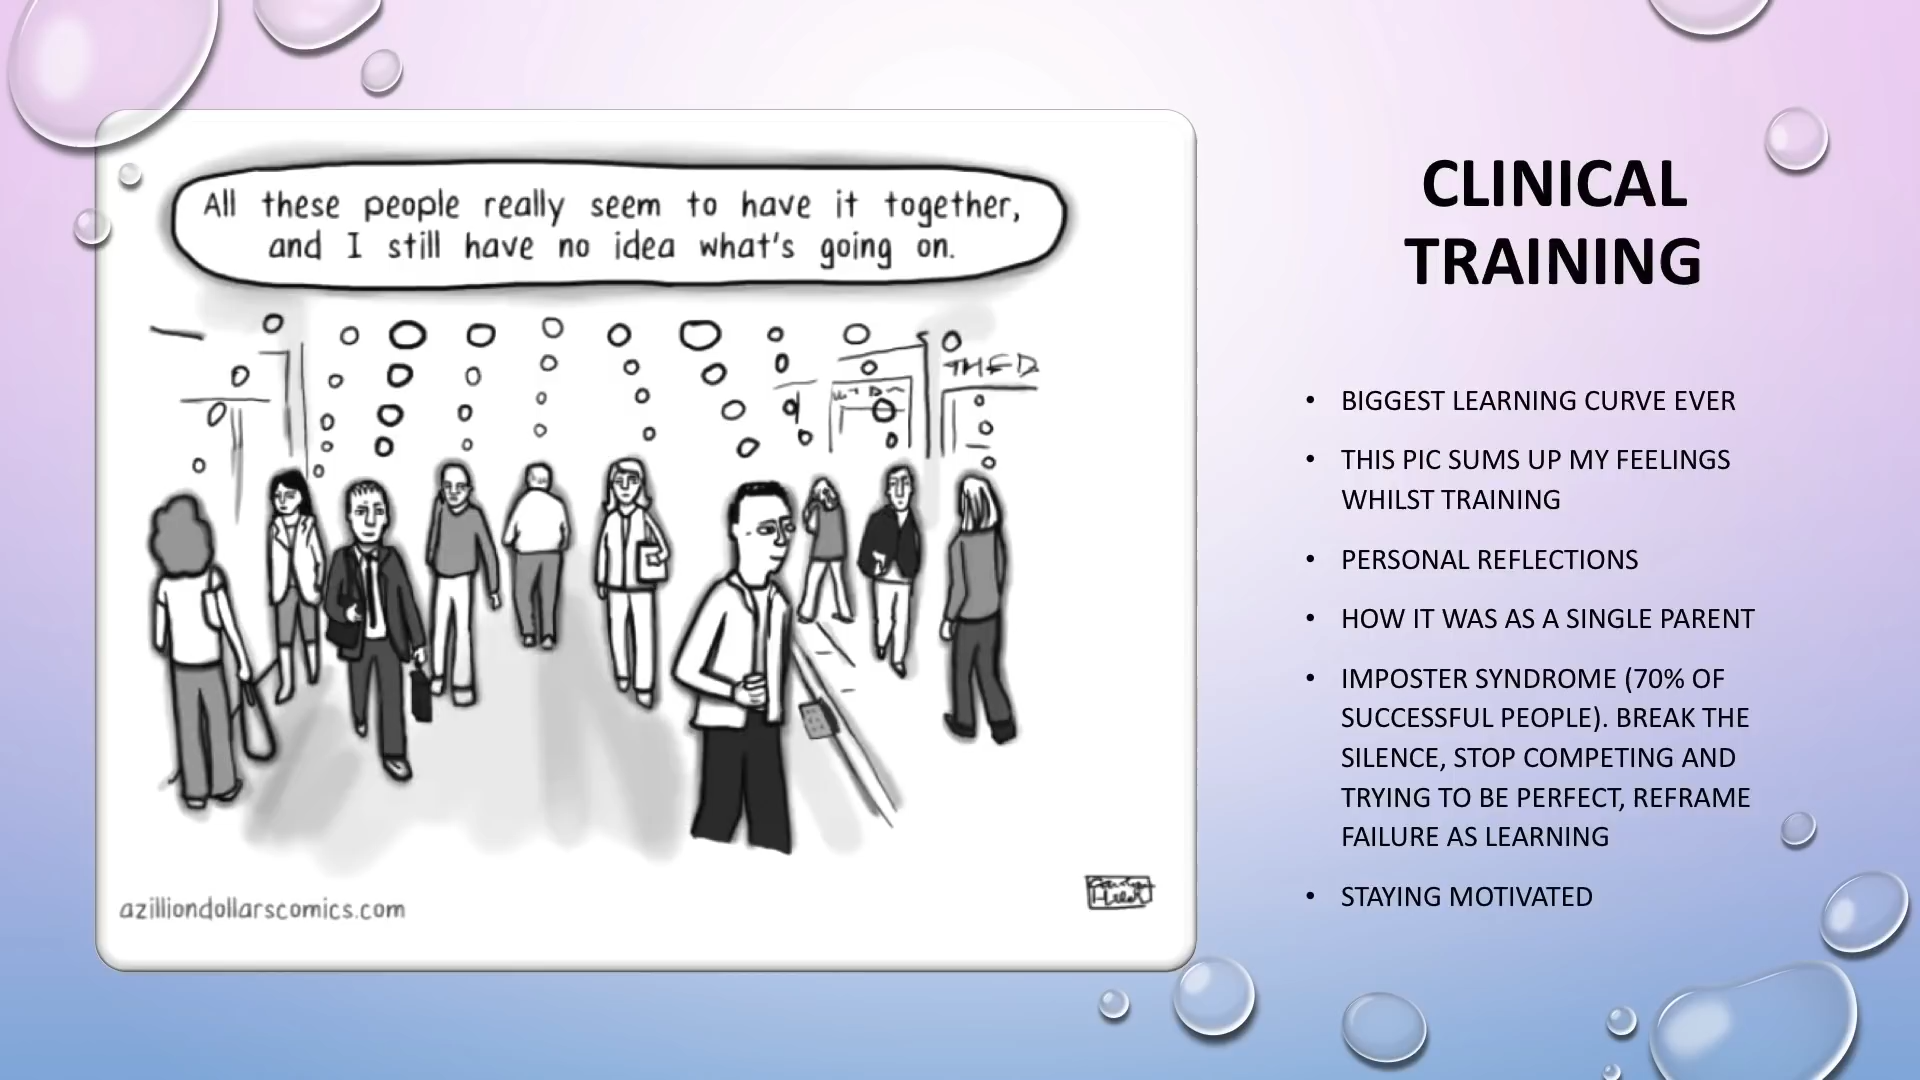 All these people really seem to have it together,
and I still have no idea what's going on.
THED
azilliondollarscomics.com
CLINICAL
TRAINING
• BIGGEST LEARNING CURVE EVER
• THIS PIC SUMS UP MY FEELINGS
WHILST TRAINING
• PERSONAL REFLECTIONS
• HOW IT WAS AS A SINGLE PARENT
• IMPOSTER SYNDROME (70% OF
SUCCESSFUL PEOPLE). BREAK THE
SILENCE, STOP COMPETING AND
TRYING TO BE PERFECT, REFRAME
FAILURE AS LEARNING
• STAYING MOTIVATED